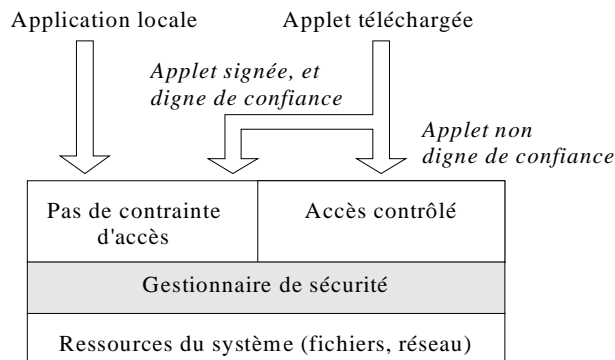 Application locale
Applet téléchargée
Applet signée, et
digne de confiance
Applet non
digne de confiance
Pas de contrainte
d'accès
Accès contrôlé
Gestionnaire de sécurité
Ressources du système (fichiers, réseau)